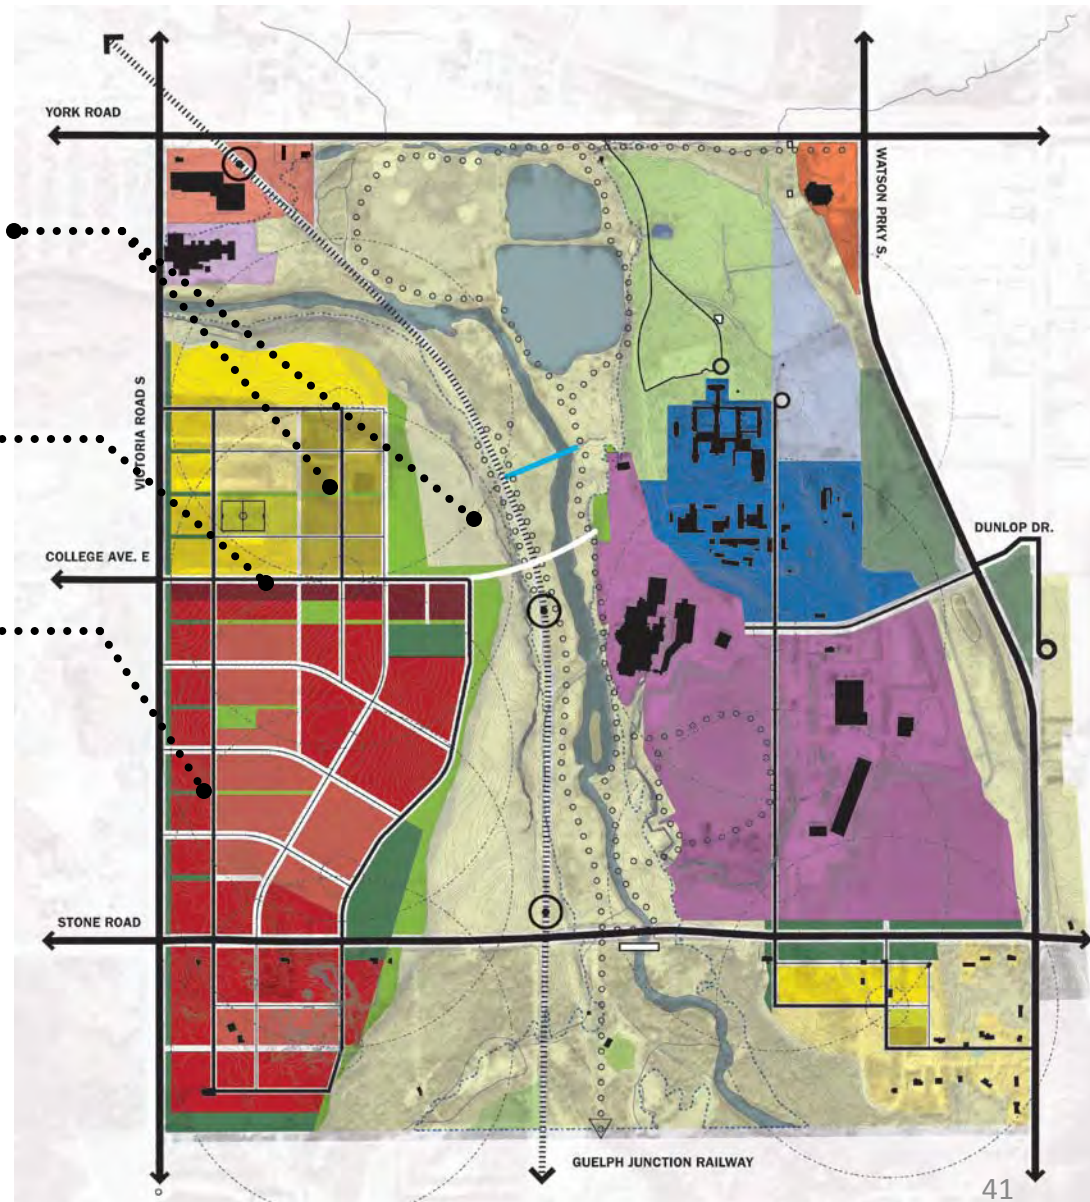 YORK ROAD
WATSON PRKY S.
VICTORIA ROAD S
DUNLOP DR.
COLLEGE AVE. E
STONE ROAD
GUELPH JUNCTION RAILWAY
41